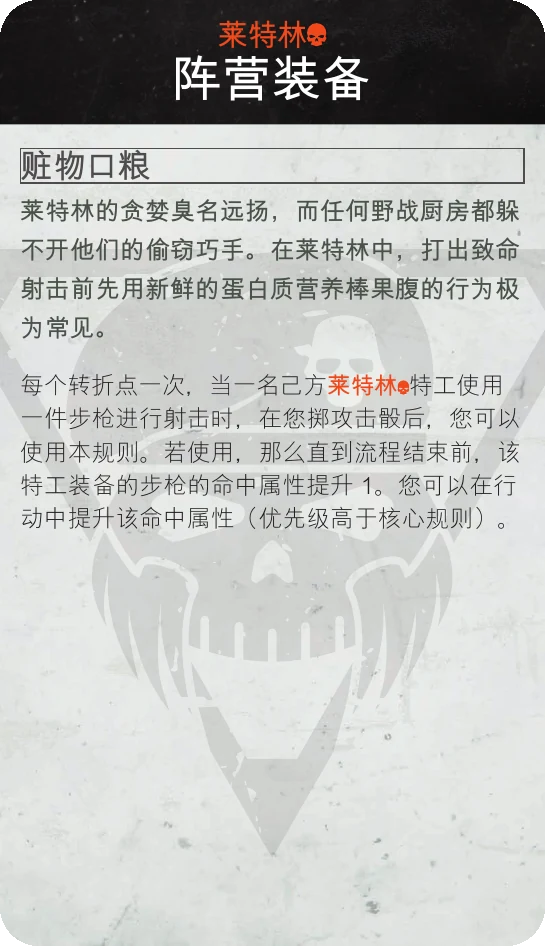 莱特林
阵营装备
赃物口粮
莱特林的贪婪臭名远扬，而任何野战厨房都躲
不开他们的偷窃巧手。在莱特林中，打出致命
射击前先用新鲜的蛋白质营养棒果腹的行为极
为常见。
每个转折点一次，当一名己方莱特林特工使用
一件步枪进行射击时，在您掷攻击骰后，您可以
使用本规则。若使用，那么直到流程结束前，该
特工装备的步枪的命中属性提升 1。您可以在行
动中提升该命中属性（优先级高于核心规则）。